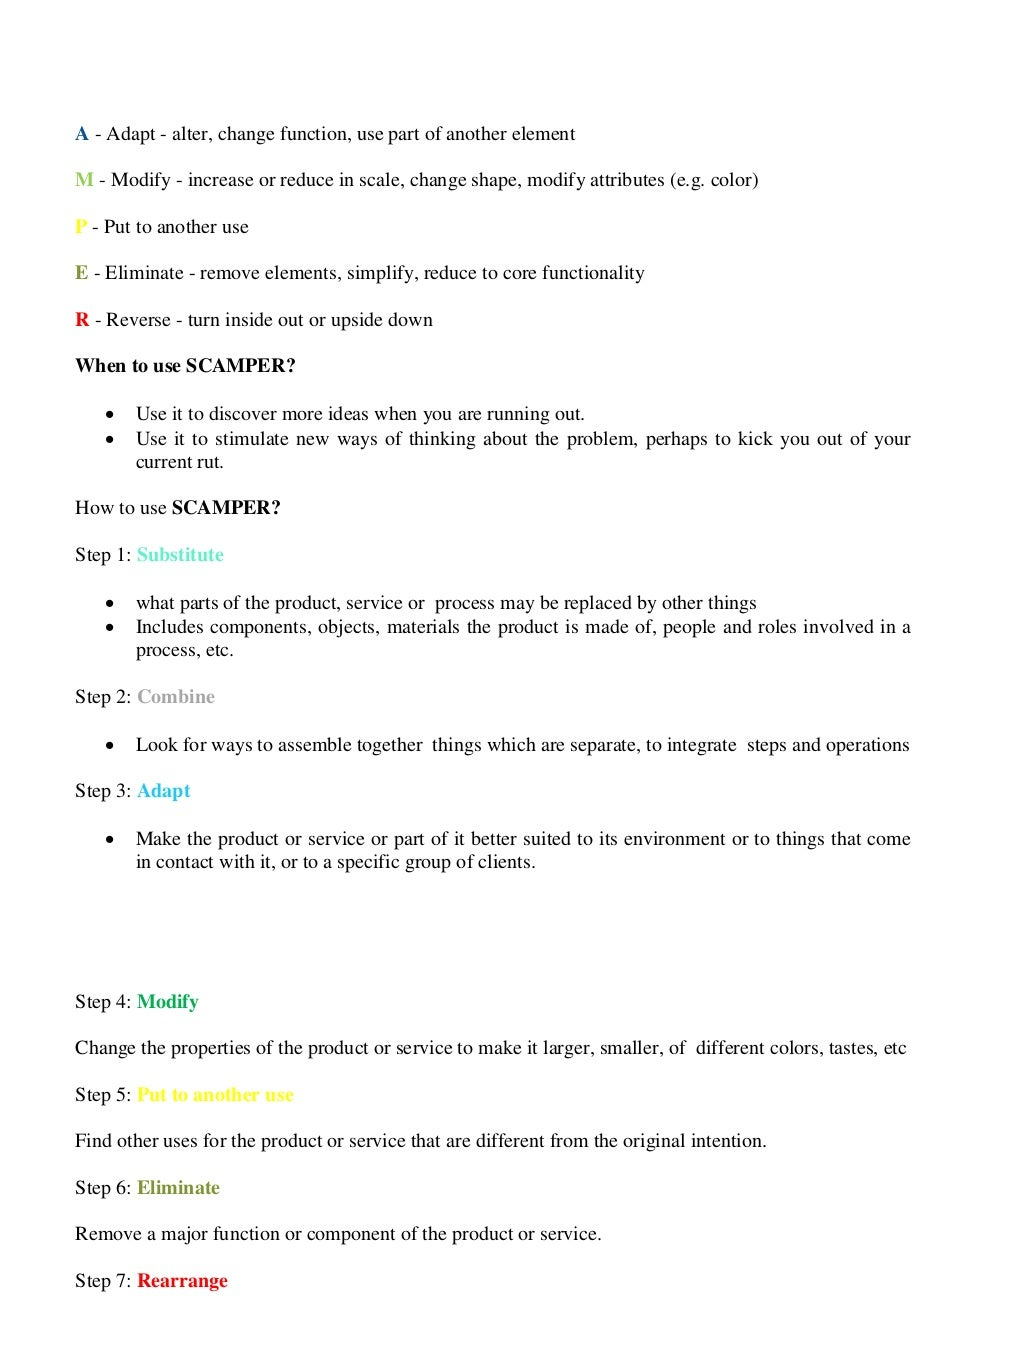 A - Adapt - alter, change function, use part of another element
M - Modify - increase or reduce in scale, change shape, modify attributes (e.g. color)
P - Put to another use
E - Eliminate - remove elements, simplify, reduce to core functionality
R - Reverse - turn inside out or upside down
When to use SCAMPER?
• Use it to discover more ideas when you are running out.
• Use it to stimulate new ways of thinking about the problem, perhaps to kick you out of your
current rut.
How to use SCAMPER?
Step 1: Substitute
• what parts of the product, service or process may be replaced by other things
• Includes components, objects, materials the product is made of, people and roles involved in a
process, etc.
Step 2: Combine
• Look for ways to assemble together things which are separate, to integrate steps and operations
Step 3: Adapt
• Make the product or service or part of it better suited to its environment or to things that come
in contact with it, or to a specific group of clients.
Step 4: Modify
Change the properties of the product or service to make it larger, smaller, of different colors, tastes, etc
Step 5: Put to another use
Find other uses for the product or service that are different from the original intention.
Step 6: Eliminate
Remove a major function or component of the product or service.
Step 7: Rearrange